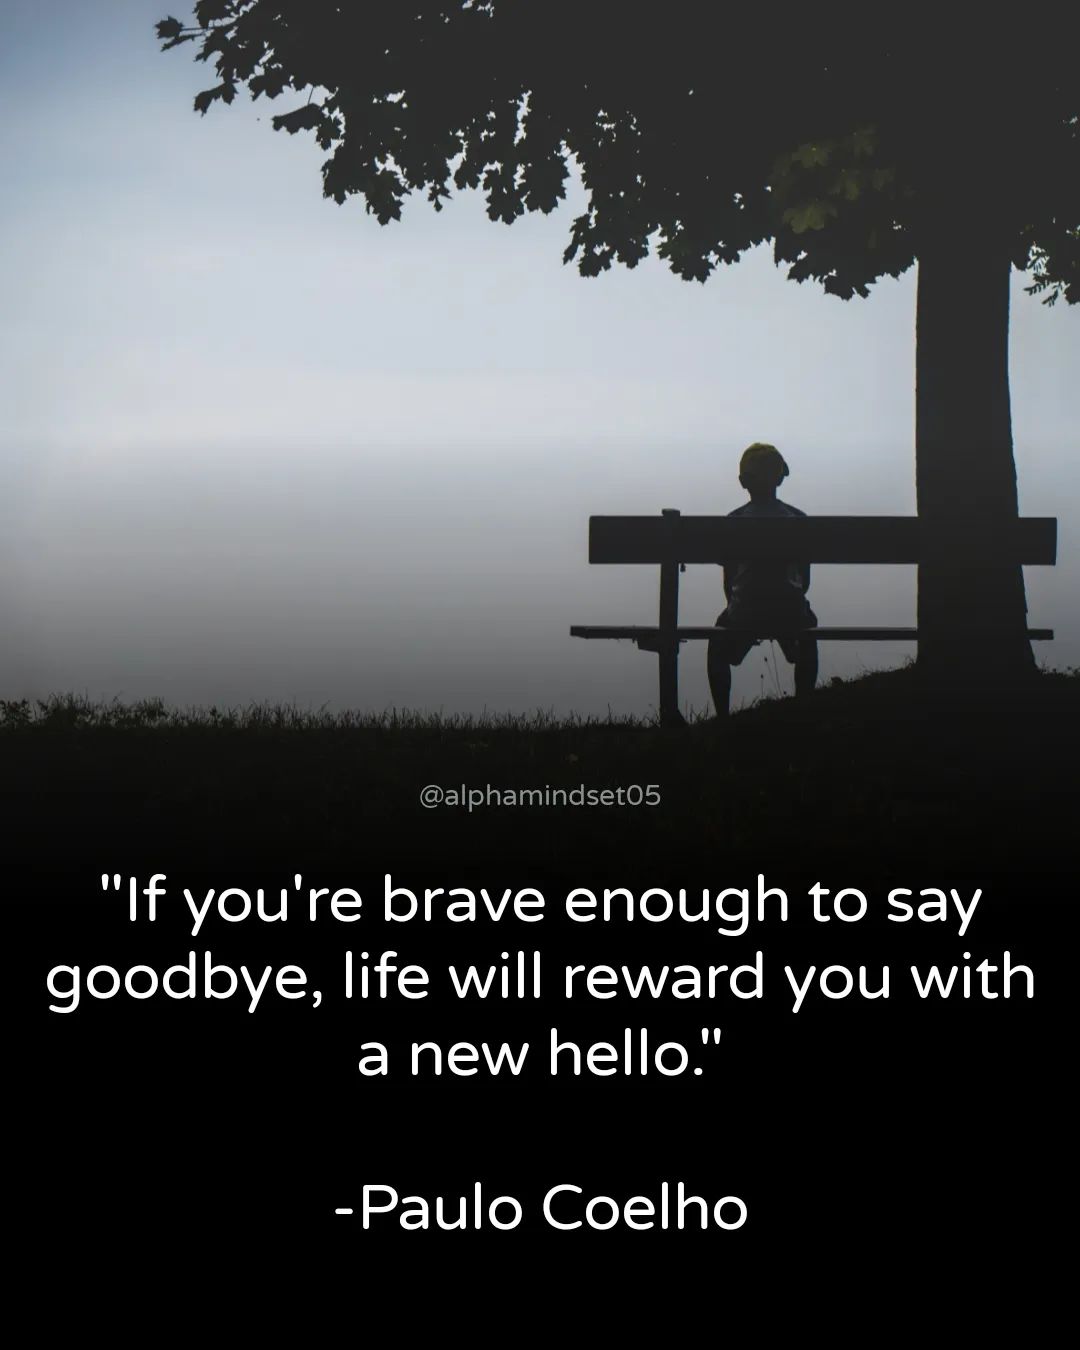 @alphamindset05
"If you're brave enough to say
goodbye, life will reward you with
a new hello."
-Paulo Coelho